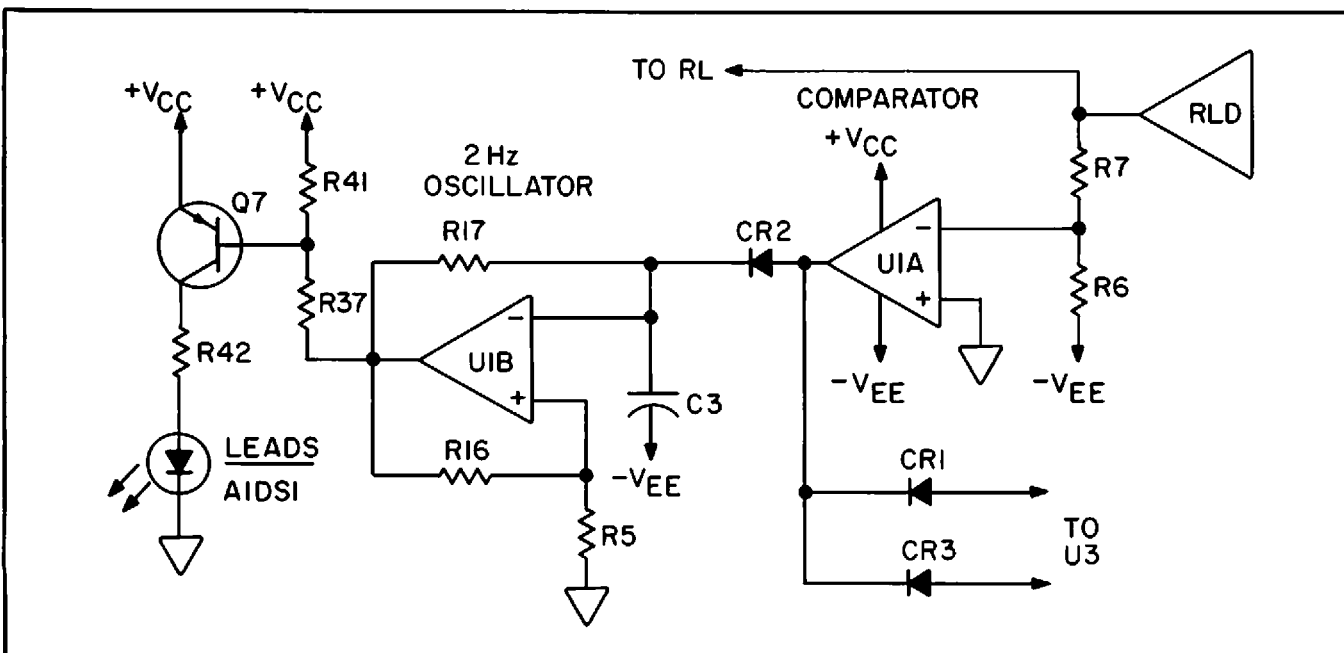 TO RL
COMPARATOR
RLD
+VCC
+VCC
+VCC
2 Hz
OSCILLATOR
R41
R7
Q7
R17
CR2
U1A
-
+
R6
R37
R42
U1B
-
+
-VEE
-VEE
C3
LEADS
AIDS1
R16
-VEE
R5
CR1
CR3
TO
U3